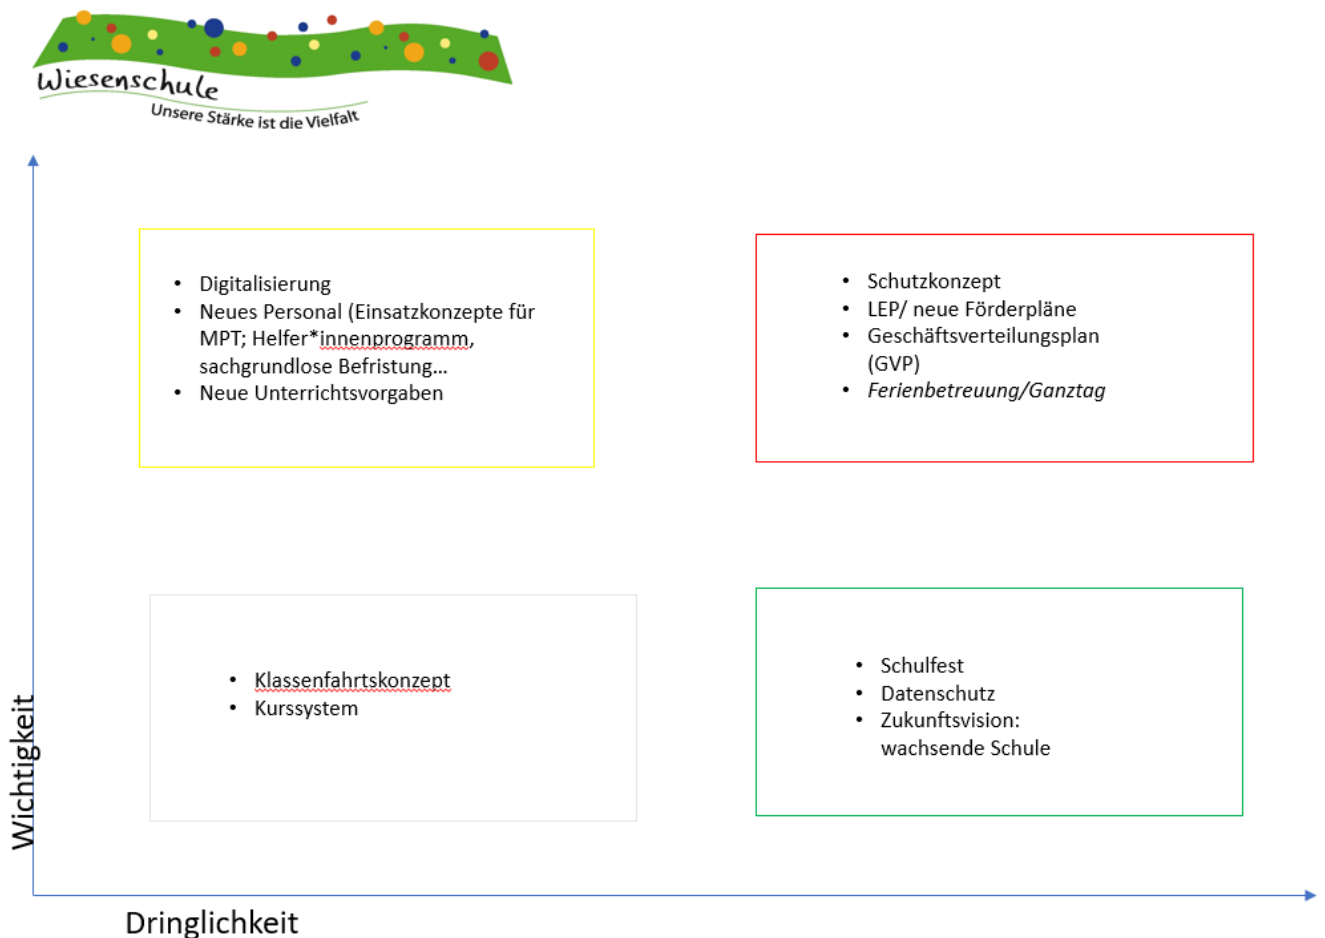 Wiesenschule
Unsere Stärke ist die Vielfalt
• Digitalisierung
• Neues Personal (Einsatzkonzepte für
MPT; Helfer*innenprogramm,
sachgrundlose Befristung...
• Neue Unterrichtsvorgaben
• Schutzkonzept
• LEP/ neue Förderpläne
• Geschäftsverteilungsplan
(GVP)
• Ferienbetreuung/Ganztag
• Klassenfahrtskonzept
• Kurssystem
• Schulfest
• Datenschutz
• Zukunftsvision:
wachsende Schule
Wichtigkeit
Dringlichkeit